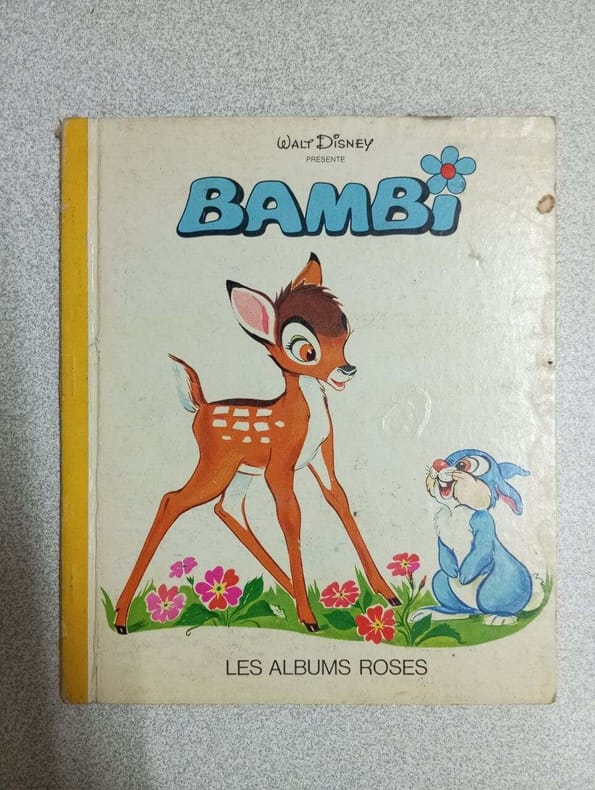 WALT DISNEY
PRÉSENTE
BAMBi
LES ALBUMS ROSES